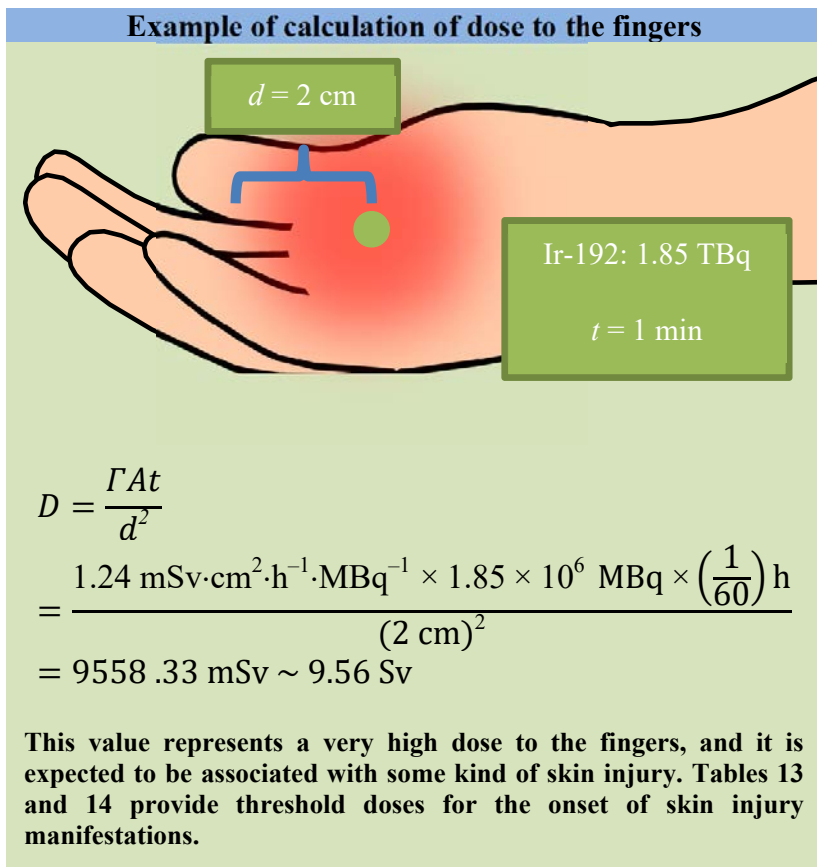 Example of calculation of dose to the fingers
d = 2 cm
Ir-192: 1.85 TBq
t = 1 min
D = ΓAt / d²
= 1.24 mSv·cm²·h⁻¹·MBq⁻¹ × 1.85 × 10⁶ MBq × (1/60) h / (2 cm)²
= 9558 .33 mSv ~ 9.56 Sv
This value represents a very high dose to the fingers, and it is
expected to be associated with some kind of skin injury. Tables 13
and 14 provide threshold doses for the onset of skin injury
manifestations.